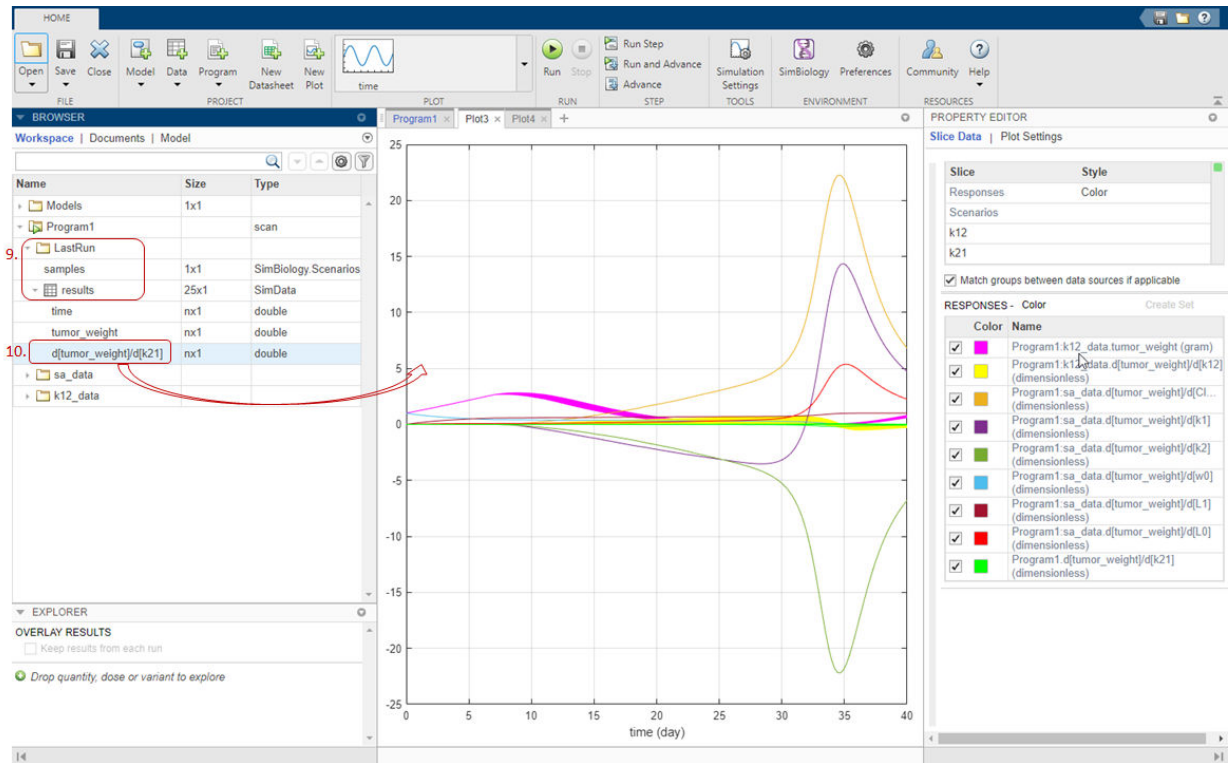 HOME
Open
Save
Close
Model
Data
Program
New Datasheet
New Plot
time
Run
Stop
Run Step
Run and Advance
Advance
Simulation Settings
SimBiology
Preferences
Community
Help
FILE
PROJECT
PLOT
RUN
STEP
TOOLS
ENVIRONMENT
RESOURCES
BROWSER
Workspace | Documents | Model
Name Size Type
Models 1x1
Program1 scan
9.
LastRun
samples 1x1 SimBiology.Scenarios
results 25x1 SimData
time nx1 double
tumor_weight nx1 double
10.
d[tumor_weight]/d[k21] nx1 double
sa_data
k12_data
EXPLORER
OVERLAY RESULTS
Keep results from each run
Drop quantity, dose or variant to explore
Program1 × Plot3 × Plot4 × +
25
20
15
10
5
0
-5
-10
-15
-20
-25
0 5 10 15 20 25 30 35 40
time (day)
PROPERTY EDITOR
Slice Data | Plot Settings
Slice Style
Responses Color
Scenarios
k12
k21
Match groups between data sources if applicable
RESPONSES - Color Create Set
Color Name
Program1:k12_data.tumor_weight (gram)
Program1:k12_data.d[tumor_weight]/d[k12]
(dimensionless)
Program1:sa_data.d[tumor_weight]/d[Cl...
(dimensionless)
Program1:sa_data.d[tumor_weight]/d[k1]
(dimensionless)
Program1:sa_data.d[tumor_weight]/d[k2]
(dimensionless)
Program1:sa_data.d[tumor_weight]/d[w0]
(dimensionless)
Program1:sa_data.d[tumor_weight]/d[L1]
(dimensionless)
Program1:sa_data.d[tumor_weight]/d[L0]
(dimensionless)
Program1.d[tumor_weight]/d[k21]
(dimensionless)